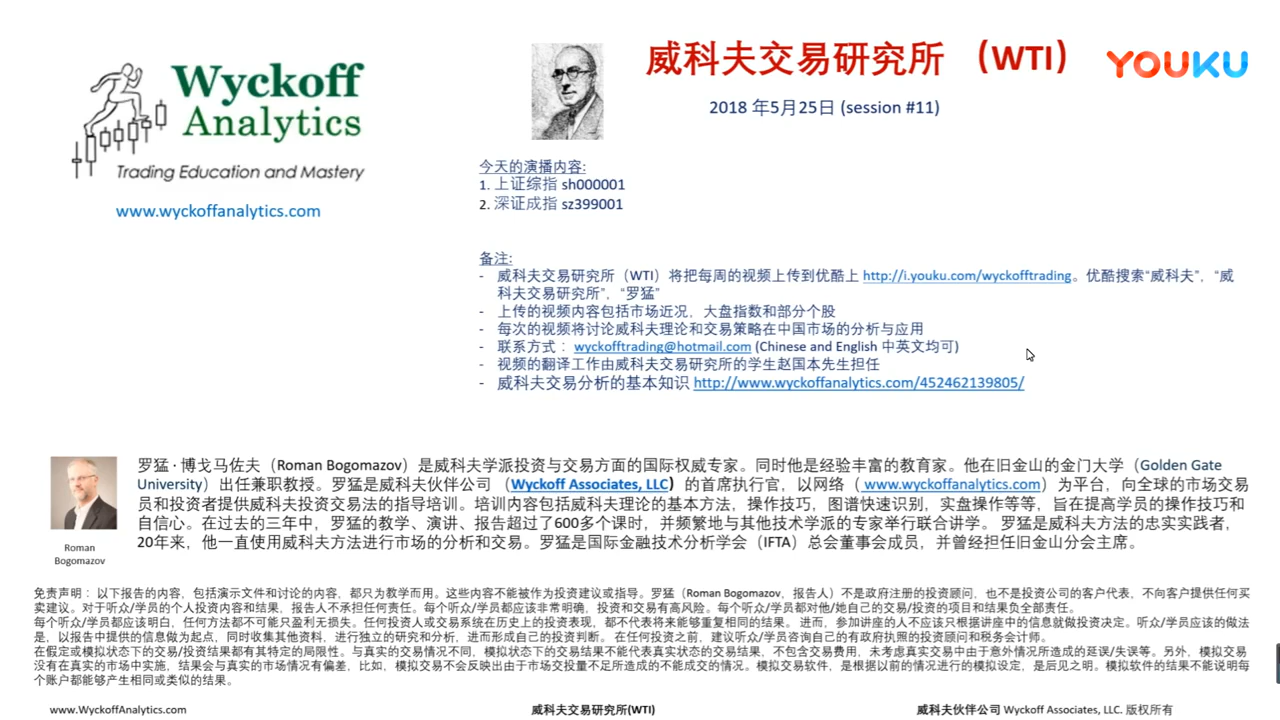 Wyckoff
Analytics
Trading Education and Mastery
www.wyckoffanalytics.com
威科夫交易研究所 （WTI）
YOUKU
2018 年5月25日 (session #11)
今天的演播内容:
1. 上证综指 sh000001
2. 深证成指 sz399001
备注:
- 威科夫交易研究所（WTI）将把每周的视频上传到优酷上 http://i.youku.com/wyckofftrading。优酷搜索“威科夫”，“威
科夫交易研究所”，“罗猛”
- 上传的视频内容包括市场近况，大盘指数和部分个股
- 每次的视频将讨论威科夫理论和交易策略在中国市场的分析与应用
- 联系方式： wyckofftrading@hotmail.com (Chinese and English 中英文均可)
- 视频的翻译工作由威科夫交易研究所的学生赵国本先生担任
- 威科夫交易分析的基本知识 http://www.wyckoffanalytics.com/452462139805/
Roman
Bogomazov
罗猛·博戈马佐夫（Roman Bogomazov）是威科夫学派投资与交易方面的国际权威专家。同时他是经验丰富的教育家。他在旧金山的金门大学（Golden Gate
University）出任兼职教授。罗猛是威科夫伙伴公司（Wyckoff Associates, LLC）的首席执行官，以网络（ www.wyckoffanalytics.com）为平台，向全球的市场交易
员和投资者提供威科夫投资交易法的指导培训。培训内容包括威科夫理论的基本方法，操作技巧，图谱快速识别，实盘操作等等，旨在提高学员的操作技巧和
自信心。在过去的三年中，罗猛的教学、演讲、报告超过了600多个课时，并频繁地与其他技术学派的专家举行联合讲学。 罗猛是威科夫方法的忠实实践者，
20年来，他一直使用威科夫方法进行市场的分析和交易。罗猛是国际金融技术分析学会（IFTA）总会董事会成员，并曾经担任旧金山分会主席。
免责声明：以下报告的内容，包括演示文件和讨论的内容，都只为教学而用。这些内容不能被作为投资建议或指导。罗猛（Roman Bogomazov，报告人）不是政府注册的投资顾问，也不是投资公司的客户代表，不向客户提供任何买
卖建议。对于听众/学员的个人投资内容和结果，报告人不承担任何责任。每个听众/学员都应该非常明确，投资和交易有高风险。每个听众/学员都对他/她自己的交易/投资的项目和结果负全部责任。
每个听众/学员都应该明白，任何方法都不可能只盈利无损失。任何投资人或交易系统在历史上的投资表现，都不代表将来能够重复相同的结果。 进而，参加讲座的人不应该只根据讲座中的信息就做投资决定。听众/学员应该的做法
是，以报告中提供的信息做为起点，同时收集其他资料，进行独立的研究和分析，进而形成自己的投资判断。 在任何投资之前，建议听众/学员咨询自己的有政府执照的投资顾问和税务会计师。
在假定或模拟状态下的交易/投资结果都有其特定的局限性。与真实的交易情况不同，模拟状态下的交易结果不能代表真实状态的交易结果，不包含交易费用，未考虑真实交易中由于意外情况所造成的延误/失误等。另外，模拟交易
没有在真实的市场中实施，结果会与真实的市场情况有偏差，比如，模拟交易不会反映出由于市场交投量不足所造成的不能成交的情况。模拟交易软件，是根据以前的情况进行的模拟设定，是后见之明。模拟软件的结果不能说明每
个账户都能够产生相同或类似的结果。
www.WyckoffAnalytics.com
威科夫交易研究所(WTI)
威科夫伙伴公司 Wyckoff Associates, LLC. 版权所有